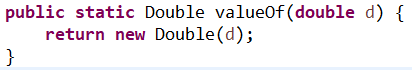 public static Double valueOf(double d) {
    return new Double(d);
}